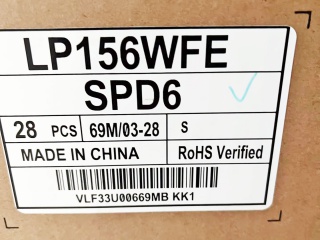 LP156WFE
SPD6
28 PCS 69M/03-28 S
MADE IN CHINA RoHS Verified
VLF33U00669MB KK1